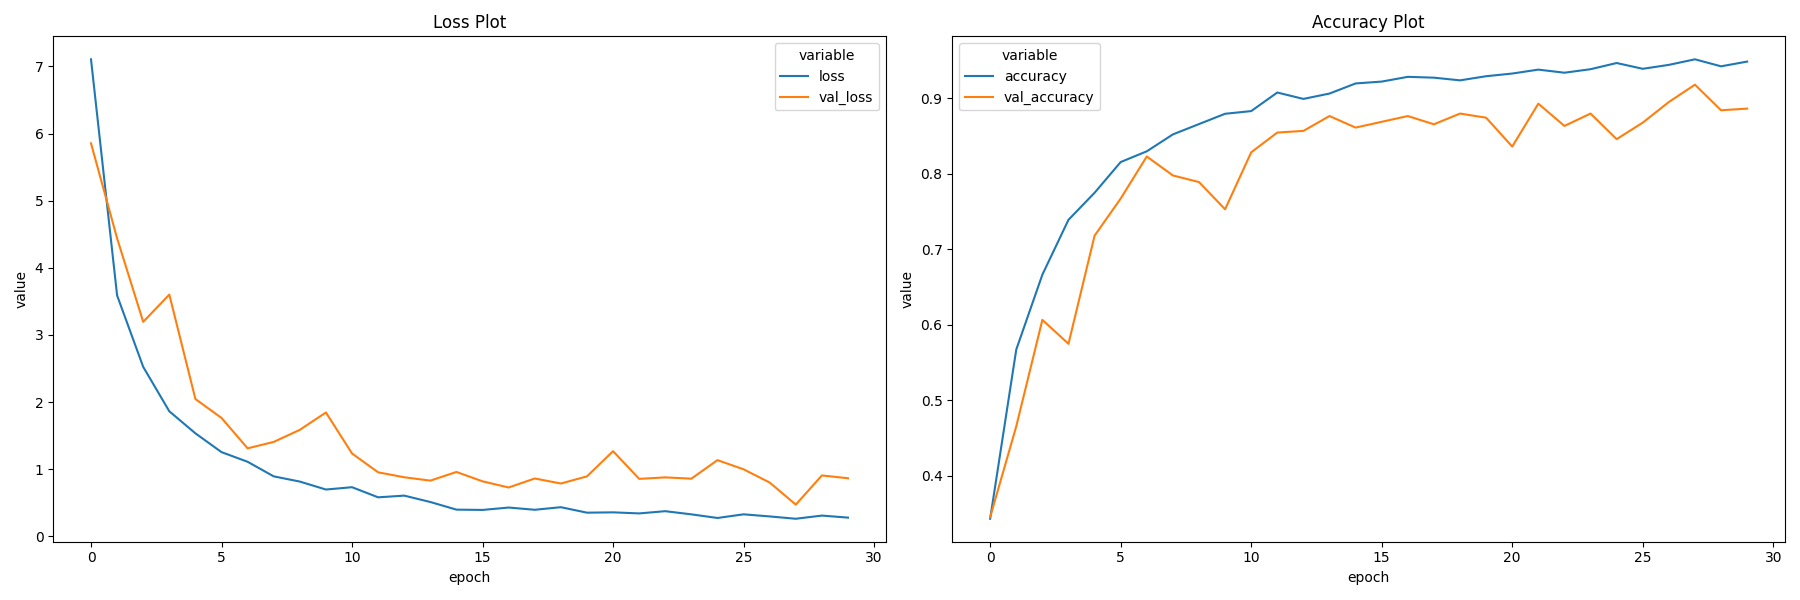 Loss Plot
variable
loss
val_loss
value
7
6
5
4
3
2
1
0
0 5 10 15 20 25 30
epoch
Accuracy Plot
variable
accuracy
val_accuracy
value
0.9
0.8
0.7
0.6
0.5
0.4
0 5 10 15 20 25 30
epoch